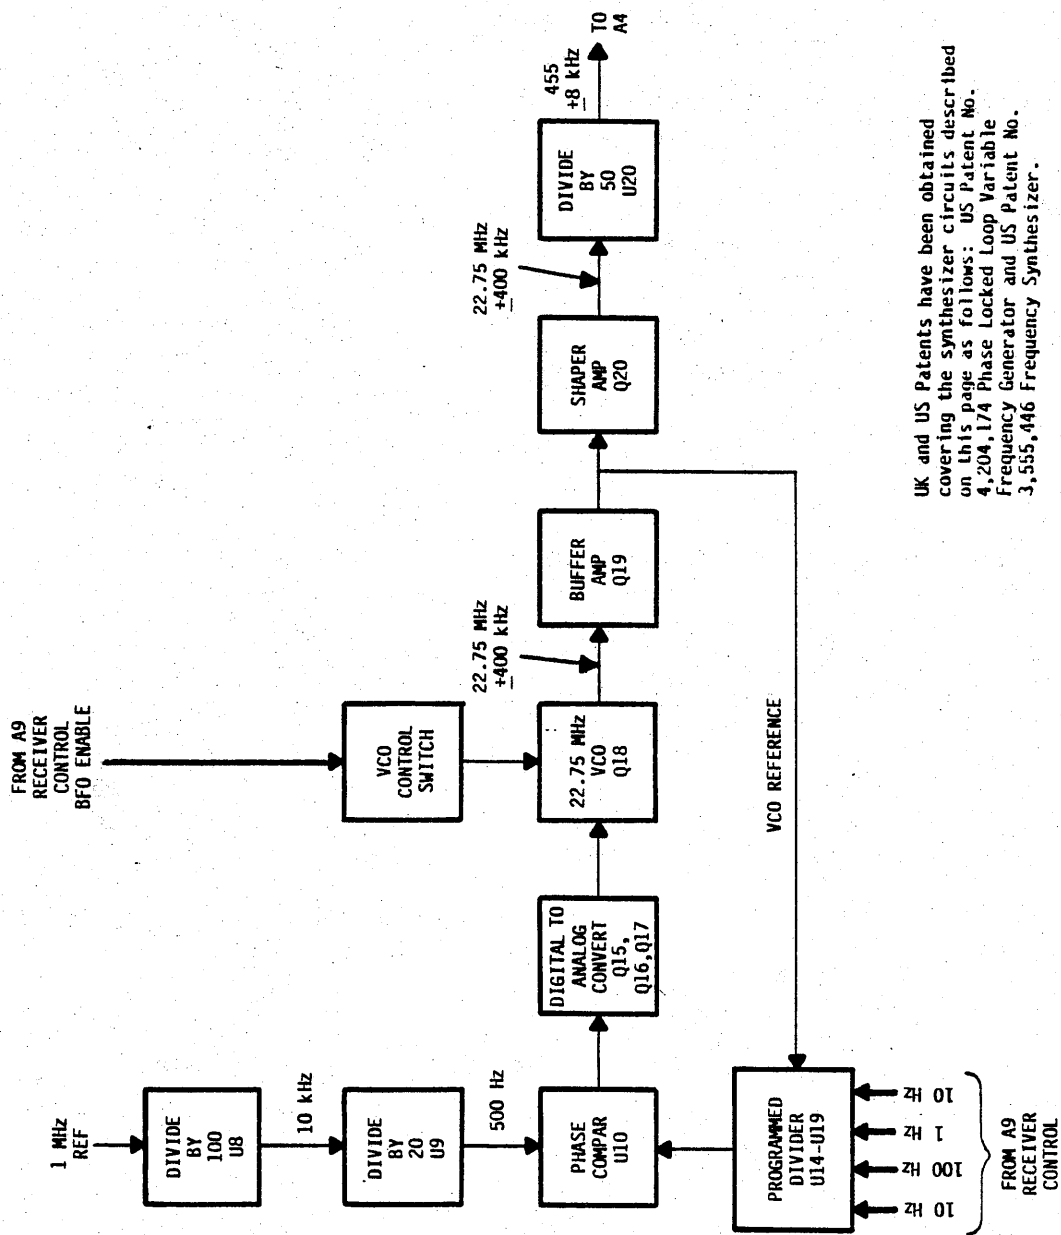 1 MHz
REF
DIVIDE
BY
100
U8
10 kHz
DIVIDE
BY
20
U9
500 Hz
PHASE
COMPAR
U10
PROGRAMMED
DIVIDER
U14-U19
10 Hz
100 Hz
1 Hz
10 Hz
FROM A9
RECEIVER
CONTROL
DIGITAL TO
ANALOG
CONVERT
Q15,
Q16,Q17
FROM A9
RECEIVER
CONTROL
BFO ENABLE
VCO
CONTROL
SWITCH
22.75 MHz
VCO
Q18
22.75 MHz
±400 kHz
BUFFER
AMP
Q19
VCO REFERENCE
SHAPER
AMP
Q20
22.75 MHz
±400 kHz
DIVIDE
BY
50
U20
455
±8 kHz
TO
A4
UK and US Patents have been obtained
covering the synthesizer circuits described
on this page as follows: US Patent No.
4,204,174 Phase Locked Loop Variable
Frequency Generator and US Patent No.
3,555,446 Frequency Synthesizer.